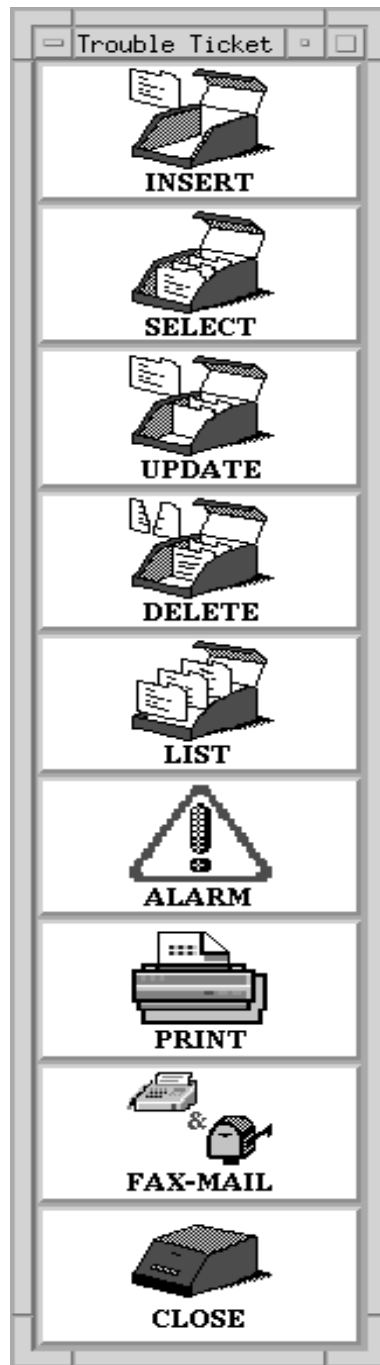 Trouble Ticket
INSERT
SELECT
UPDATE
DELETE
LIST
ALARM
PRINT
&
FAX-MAIL
CLOSE